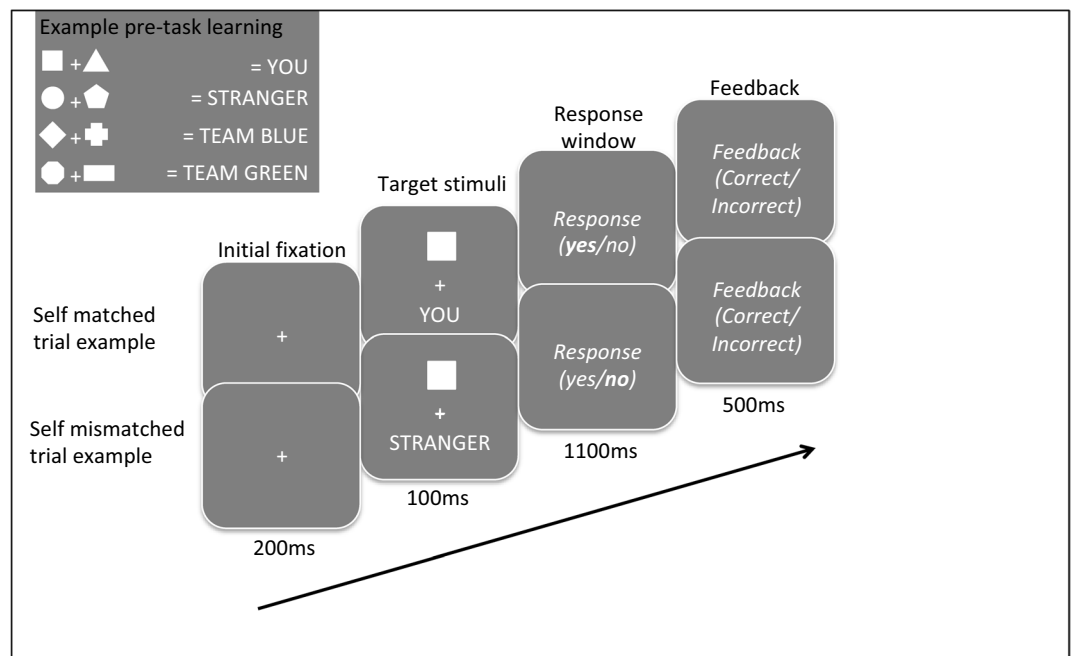 Example pre-task learning
+ = YOU
+ = STRANGER
+ = TEAM BLUE
+ = TEAM GREEN
Feedback
Response
window
Target stimuli
Initial fixation
Feedback
(Correct/
Incorrect)
Response
(yes/no)
+
YOU
Self matched
trial example
+
Feedback
(Correct/
Incorrect)
Response
(yes/no)
+
STRANGER
Self mismatched
trial example
+
500ms
1100ms
100ms
200ms